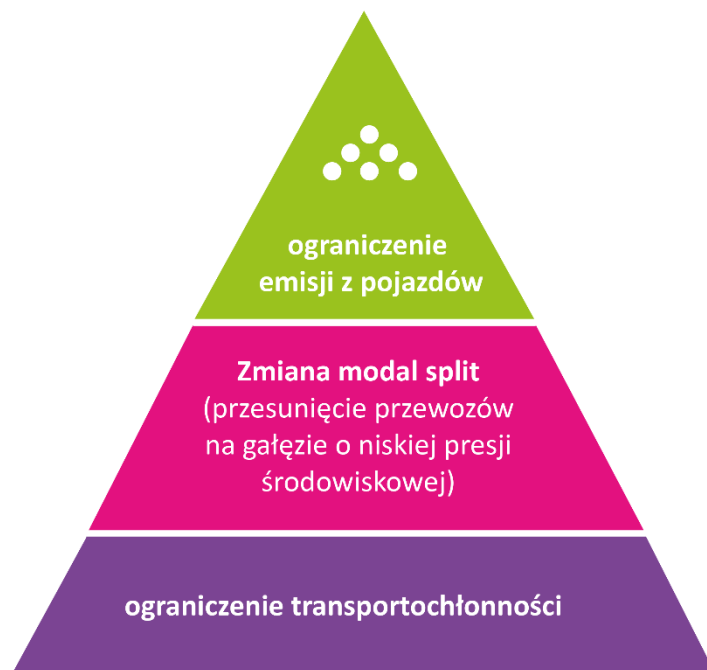 ograniczenie
emisji z pojazdów
Zmiana modal split
(przesunięcie przewozów
na gałęzie o niskiej presji
środowiskowej)
ograniczenie transportochłonności